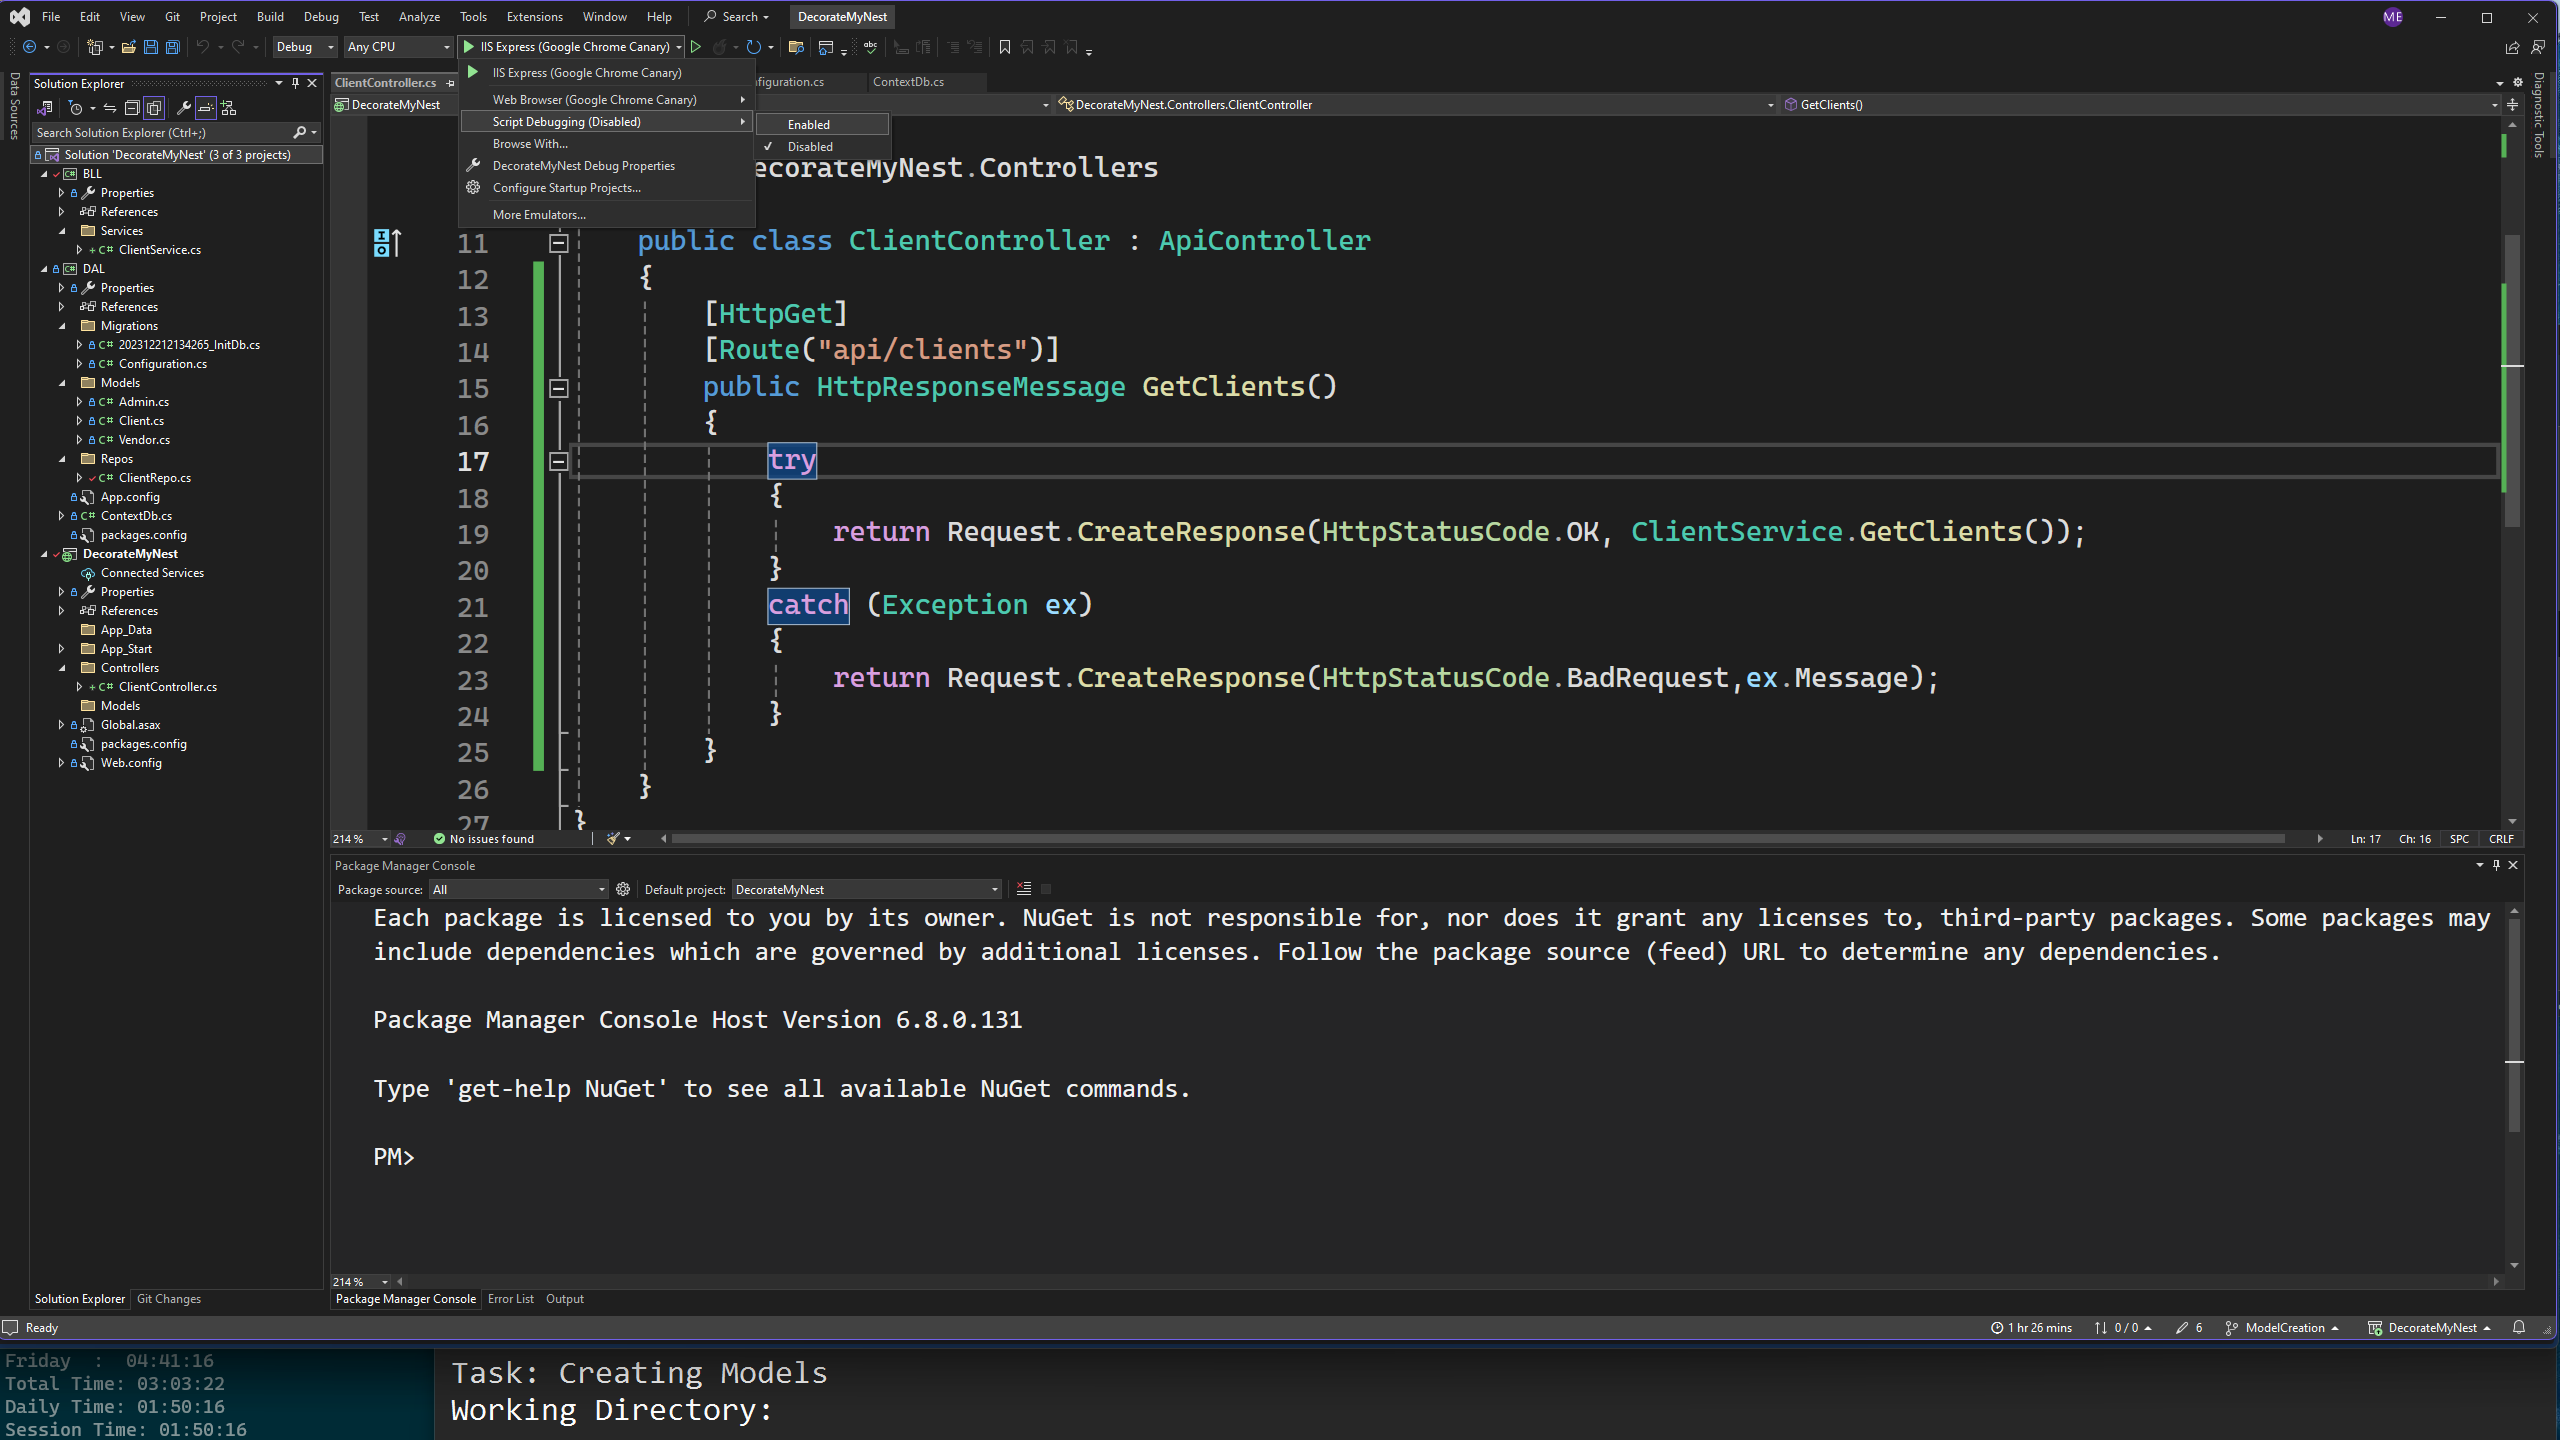 File Edit View Git Project Build Debug Test Analyze Tools Extensions Window Help Search DecorateMyNest ME
Debug Any CPU IIS Express (Google Chrome Canary)
Data Sources
Solution Explorer
Search Solution Explorer (Ctrl+;)
Solution 'DecorateMyNest' (3 of 3 projects)
BLL
Properties
References
Services
C# ClientService.cs
DAL
Properties
References
Migrations
C# 202312212134265_InitDb.cs
C# Configuration.cs
Models
C# Admin.cs
C# Client.cs
C# Vendor.cs
Repos
C# ClientRepo.cs
App.config
C# ContextDb.cs
packages.config
DecorateMyNest
Connected Services
Properties
References
App_Data
App_Start
Controllers
C# ClientController.cs
Models
Global.asax
packages.config
Web.config
Solution Explorer Git Changes
ClientController.cs figuration.cs ContextDb.cs
DecorateMyNest DecorateMyNest.Controllers.ClientController GetClients()
IIS Express (Google Chrome Canary)
Web Browser (Google Chrome Canary)
Script Debugging (Disabled)
Browse With...
DecorateMyNest Debug Properties
Configure Startup Projects...
More Emulators...
Enabled
✓ Disabled
ecorateMyNest.Controllers
11 public class ClientController : ApiController
12 {
13 [HttpGet]
14 [Route("api/clients")]
15 public HttpResponseMessage GetClients()
16 {
17 try
18 {
19 return Request.CreateResponse(HttpStatusCode.OK, ClientService.GetClients());
20 }
21 catch (Exception ex)
22 {
23 return Request.CreateResponse(HttpStatusCode.BadRequest,ex.Message);
24 }
25 }
26 }
27 }
214 % No issues found Ln: 17 Ch: 16 SPC CRLF
Diagnostic Tools
Package Manager Console
Package source: All Default project: DecorateMyNest
Each package is licensed to you by its owner. NuGet is not responsible for, nor does it grant any licenses to, third-party packages. Some packages may
include dependencies which are governed by additional licenses. Follow the package source (feed) URL to determine any dependencies.
Package Manager Console Host Version 6.8.0.131
Type 'get-help NuGet' to see all available NuGet commands.
PM>
214 %
Package Manager Console Error List Output
Ready 1 hr 26 mins 0 / 0 6 ModelCreation DecorateMyNest
Friday : 04:41:16
Total Time: 03:03:22
Daily Time: 01:50:16
Session Time: 01:50:16
Task: Creating Models
Working Directory: